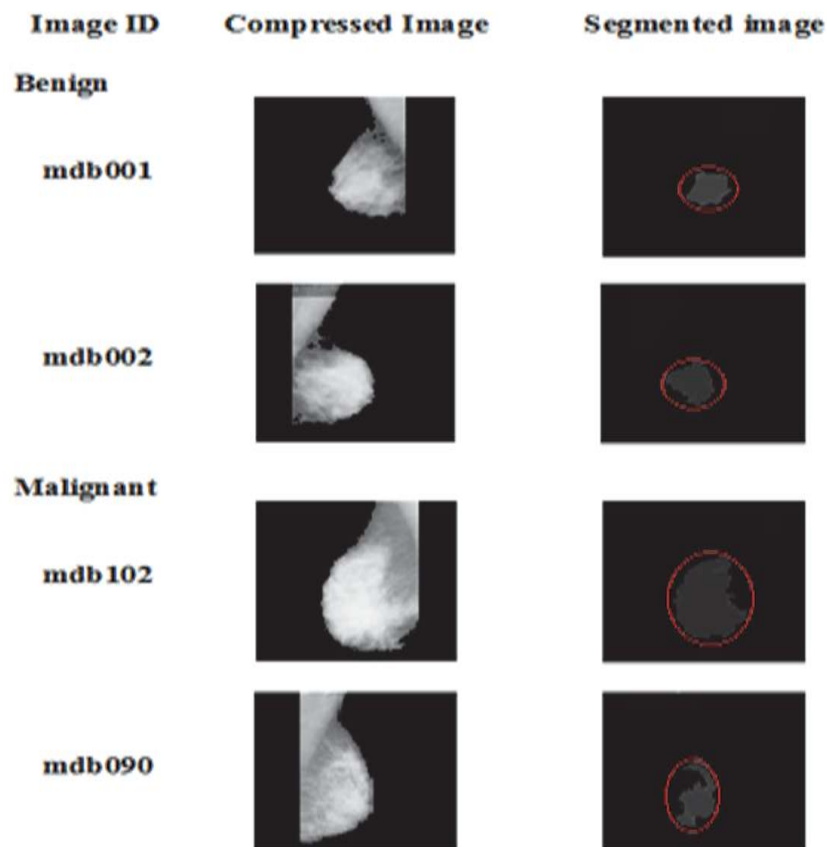 Image ID Compressed Image Segmented image
Benign
mdb001
mdb002
Malignant
mdb102
mdb090